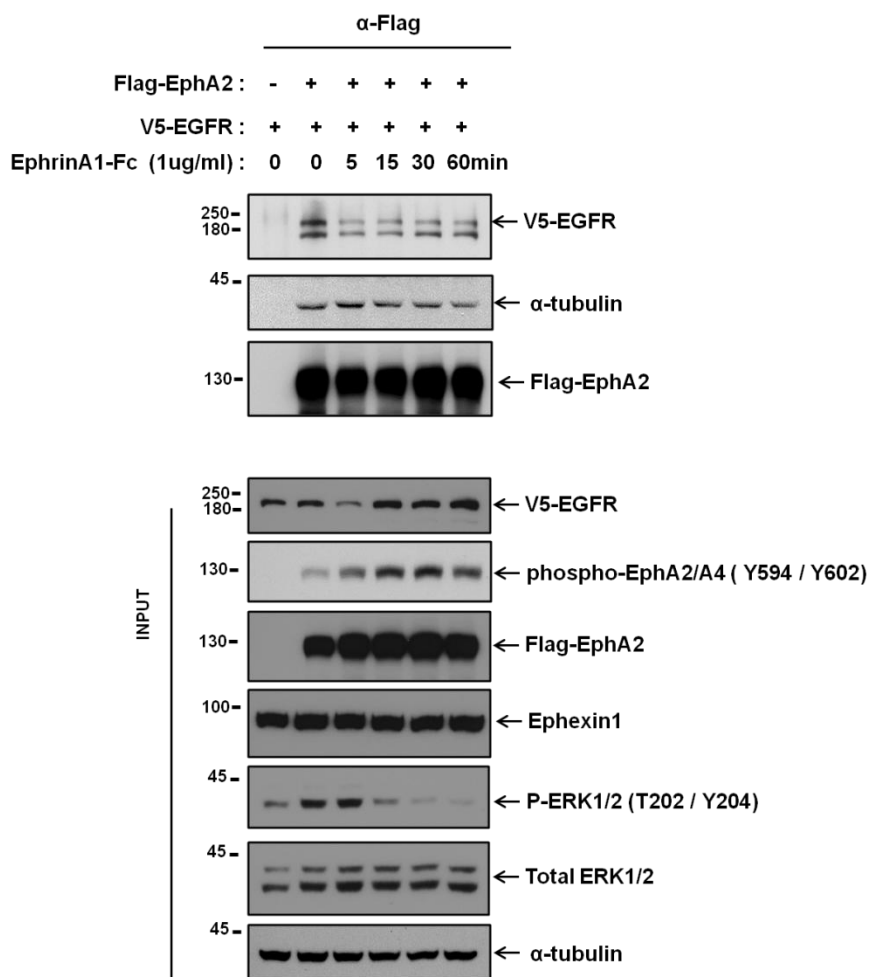 α-Flag
Flag-EphA2 : - + + + + +
V5-EGFR : + + + + + +
EphrinA1-Fc (1ug/ml) : 0 0 5 15 30 60min
250
180
V5-EGFR
45
α-tubulin
130
Flag-EphA2
INPUT
250
180
V5-EGFR
130
phospho-EphA2/A4 ( Y594 / Y602)
130
Flag-EphA2
100
Ephexin1
45
P-ERK1/2 (T202 / Y204)
45
Total ERK1/2
45
α-tubulin